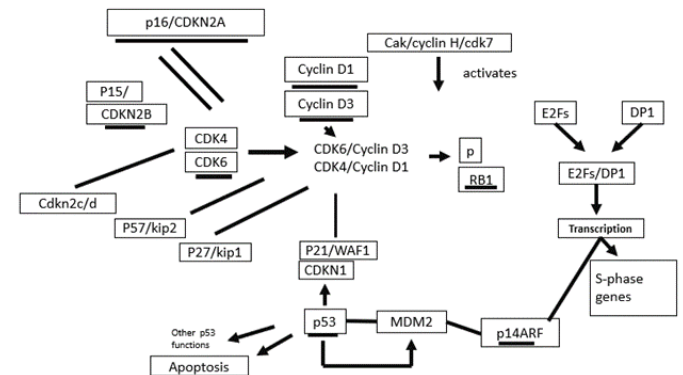 p16/CDKN2A
Cak/cyclin H/cdk7
activates
Cyclin D1
Cyclin D3
P15/
CDKN2B
E2Fs
DP1
CDK4
CDK6
CDK6/Cyclin D3
CDK4/Cyclin D1
p
RB1
E2Fs/DP1
Cdkn2c/d
P57/kip2
P27/kip1
Transcription
P21/WAF1
CDKN1
S-phase
genes
p53
MDM2
p14ARF
Other p53
functions
Apoptosis